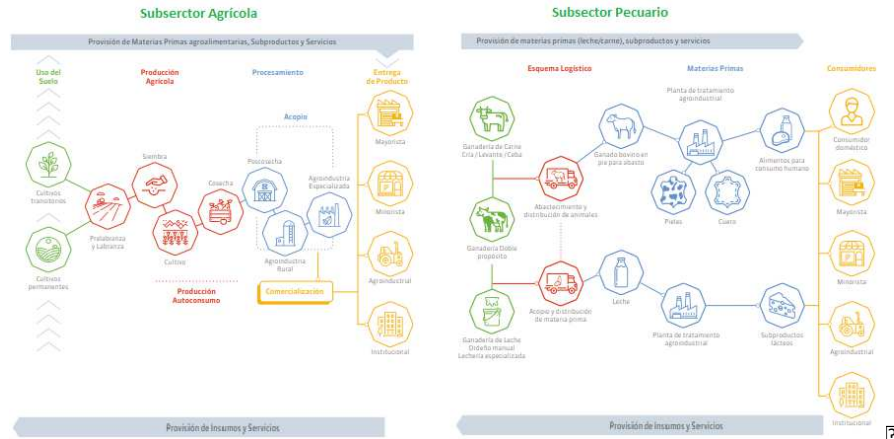 Subserctor Agrícola
Provisión de Materias Primas agroalimentarias, Subproductos y Servicios
Uso del
Suelo
Producción
Agrícola
Procesamiento
Entrega
de Producto
Acopio
Mayorista
Siembra
Poscosecha
Cosecha
Agroindustria
Especializada
Cultivos
transitorios
Minorista
Prelabranza
y Labranza
Cultivo
Agroindustria
Rural
Cultivos
permanentes
Agroindustrial
Producción
Autoconsumo
Comercialización
Institucional
Provisión de Insumos y Servicios
Subsector Pecuario
Provisión de materias primas (leche/carne), subproductos y servicios
Esquema Logístico
Materias Primas
Consumidores
Planta de tratamiento
agroindustrial
Ganadería de Carne
Cría / Levante / Ceba
Ganado bovino en
pie para abasto
Alimentos para
consumo humano
Consumidor
doméstico
Abastecimiento y
distribución de animales
Pieles
Cuero
Mayorista
Ganadería Doble
propósito
Minorista
Leche
Acopio y distribución
de materia prima
Ganadería de Leche
Ordeño manual
Lechería especializada
Planta de tratamiento
agroindustrial
Subproductos
lácteos
Agroindustrial
Institucional
Provisión de Insumos y Servicios